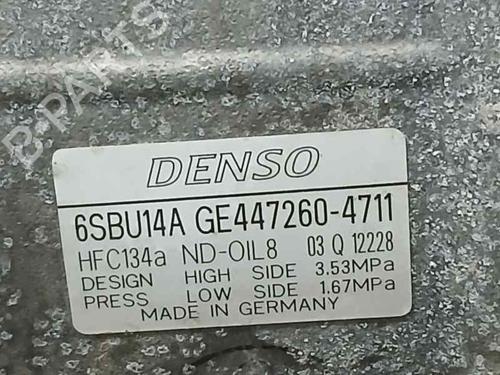 B-PARTS
DENSO
6SBU14A GE447260-4711
HFC134a ND-OIL8 03 Q 12228
DESIGN HIGH SIDE 3.53MPa
PRESS LOW SIDE 1.67MPa
MADE IN GERMANY